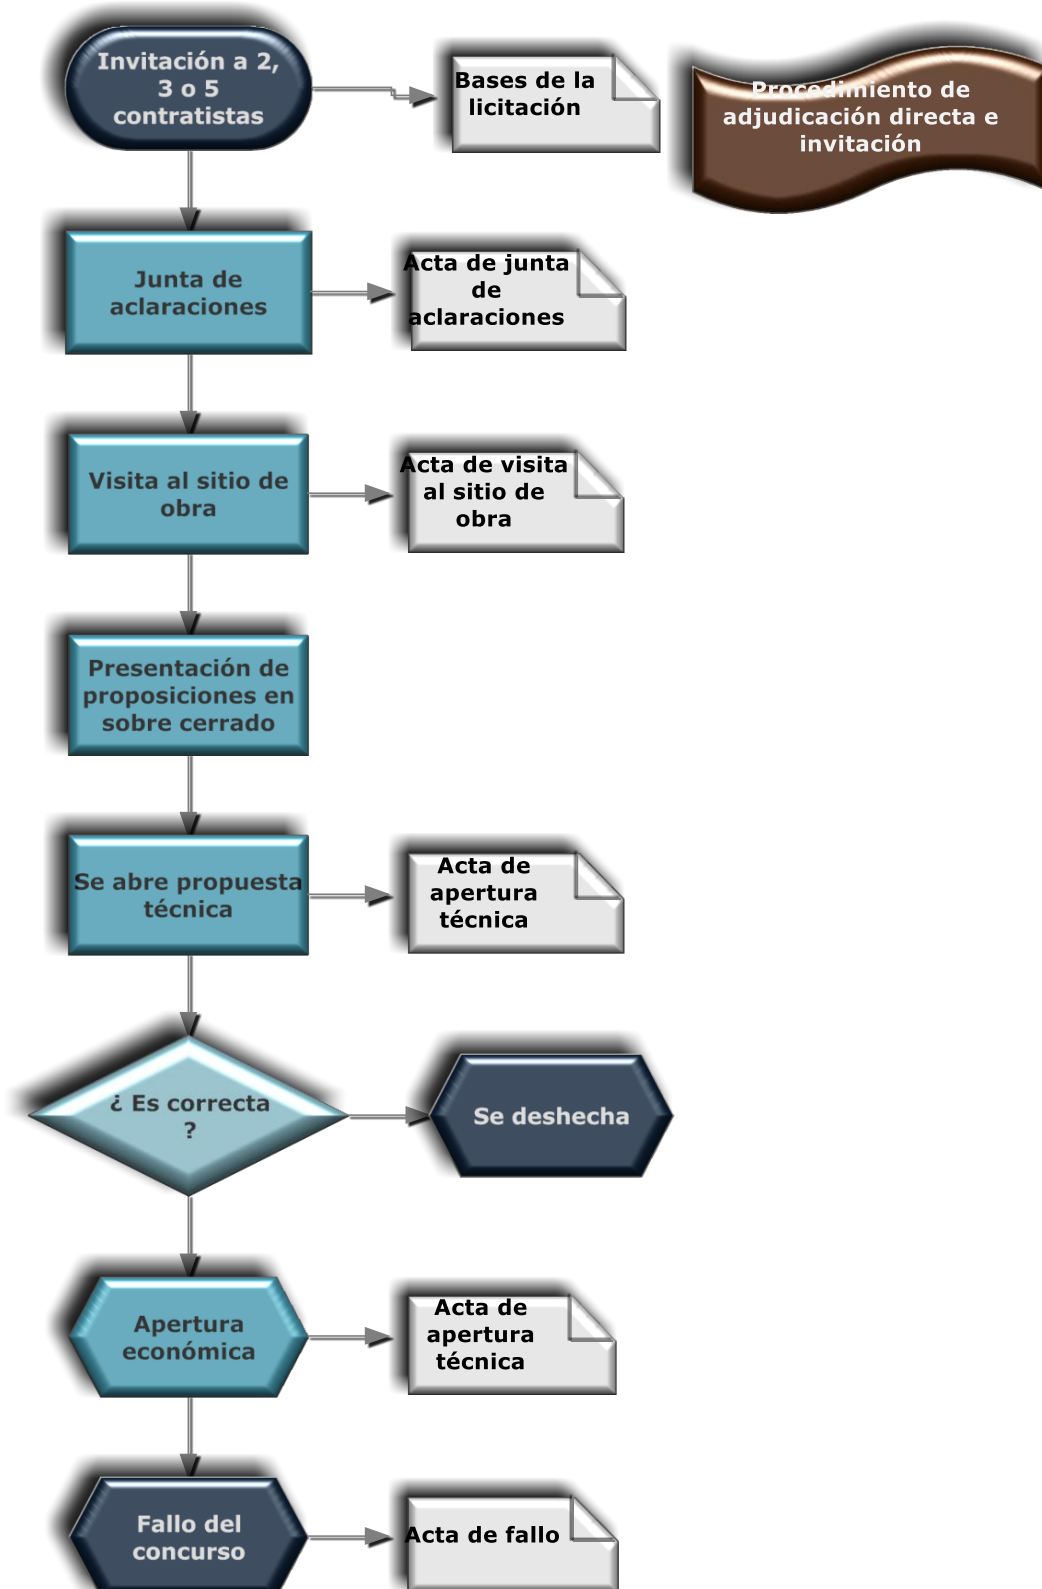 Invitación a 2,
3 o 5
contratistas
Bases de la
licitación
Procedimiento de
adjudicación directa e
invitación
Junta de
aclaraciones
Acta de junta
de
aclaraciones
Visita al sitio de
obra
Acta de visita
al sitio de
obra
Presentación de
proposiciones en
sobre cerrado
Se abre propuesta
técnica
Acta de
apertura
técnica
¿ Es correcta
?
Se deshecha
Apertura
económica
Acta de
apertura
técnica
Fallo del
concurso
Acta de fallo